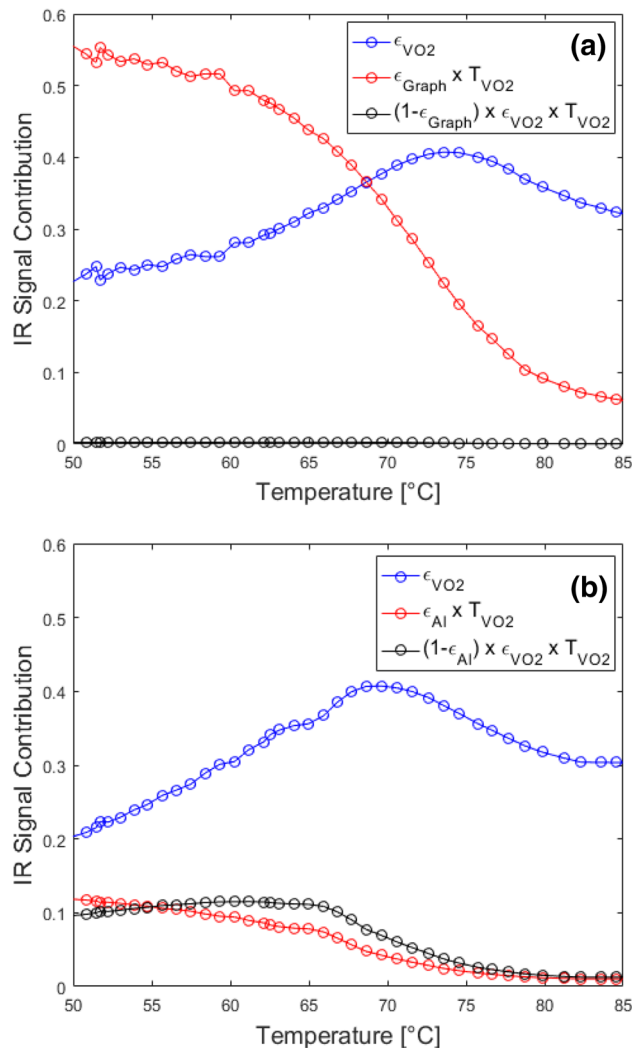 (a)
ϵ_VO2
ϵ_Graph x T_VO2
(1-ϵ_Graph) x ϵ_VO2 x T_VO2
IR Signal Contribution
0.6
0.5
0.4
0.3
0.2
0.1
0
50 55 60 65 70 75 80 85
Temperature [°C]
(b)
ϵ_VO2
ϵ_Al x T_VO2
(1-ϵ_Al) x ϵ_VO2 x T_VO2
IR Signal Contribution
0.6
0.5
0.4
0.3
0.2
0.1
0
50 55 60 65 70 75 80 85
Temperature [°C]